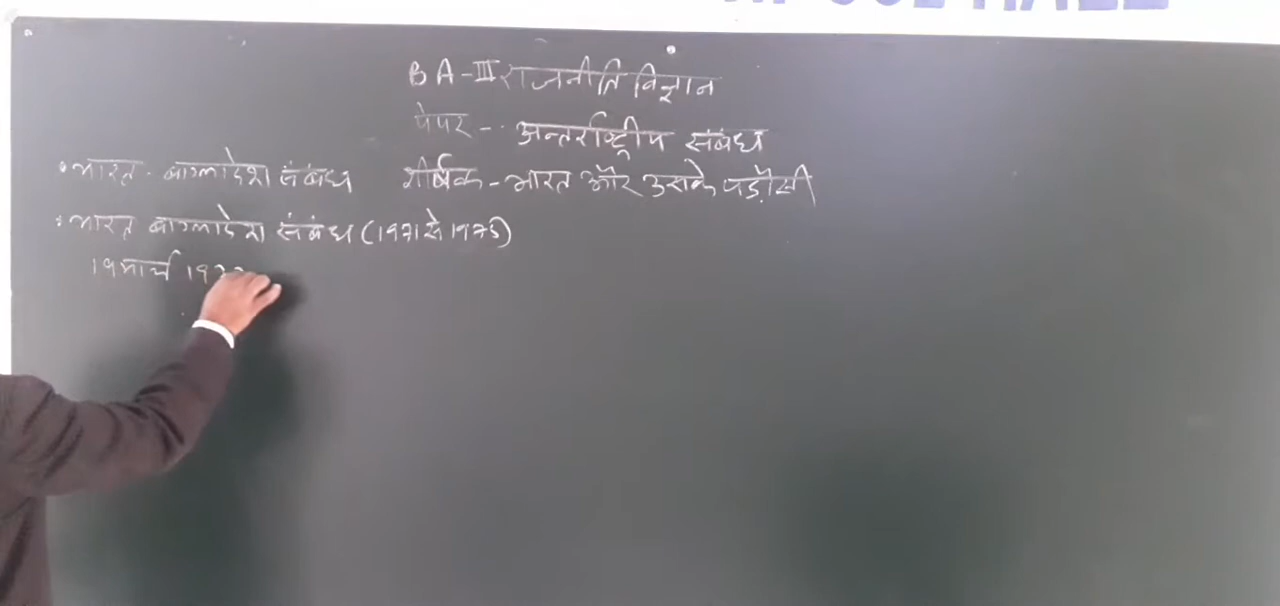 BA-III राजनीति विज्ञान
पेपर - अन्तर्राष्ट्रीय संबंध
शीर्षक - भारत और उसके पड़ौसी
भारत - बाग्लादेश संबंध
भारत बाग्लादेश संबंध (1971 से 1975)
19 मार्च